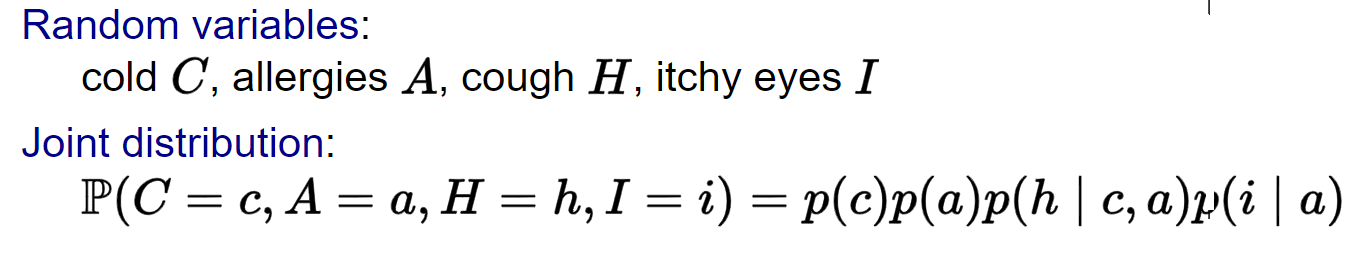 Random variables:
cold C, allergies A, cough H, itchy eyes I
Joint distribution:
ℙ(C = c, A = a, H = h, I = i) = p(c)p(a)p(h | c, a)p(i | a)